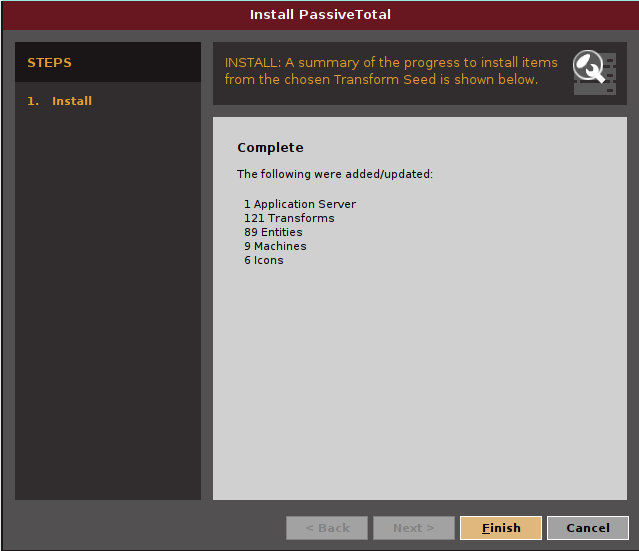 Install PassiveTotal
STEPS
1. Install
INSTALL: A summary of the progress to install items
from the chosen Transform Seed is shown below.
Complete
The following were added/updated:
1 Application Server
121 Transforms
89 Entities
9 Machines
6 Icons
< Back
Next >
Finish
Cancel